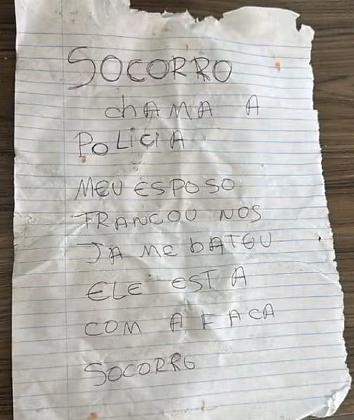 SOCORRO
chAMA A
POLICIA
MEU ESPOSO
TRANCOU NOS
JA ME bATEU
ELE ESTA
COM A FACA
SOCORRO